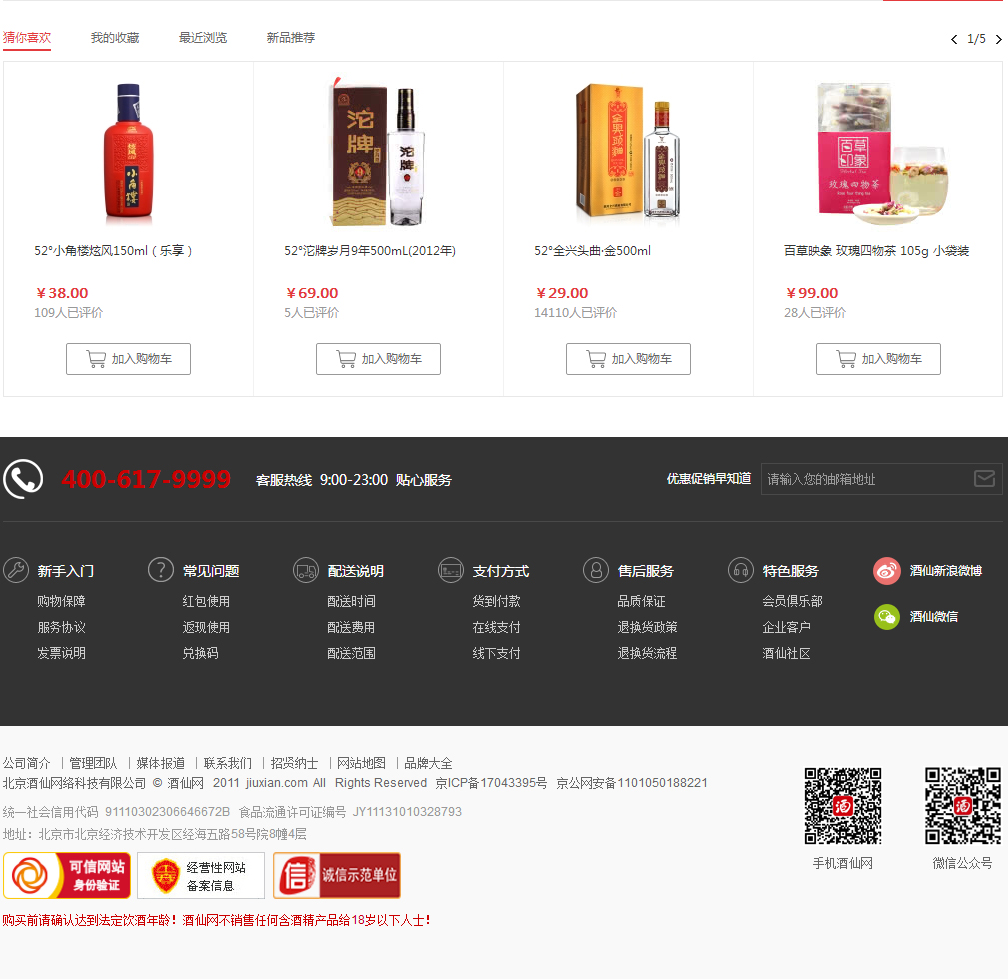 猜你喜欢 我的收藏 最近浏览 新品推荐 1/5
炫风
小角楼
沱牌
9
沱牌
全興頭曲
百草印象
玫瑰四物茶
52°小角楼炫风150ml（乐享） 52°沱牌岁月9年500mL(2012年) 52°全兴头曲·金500ml 百草映象 玫瑰四物茶 105g 小袋装
￥38.00 ￥69.00 ￥29.00 ￥99.00
109人已评价 5人已评价 14110人已评价 28人已评价
加入购物车 加入购物车 加入购物车 加入购物车
400-617-9999 客服热线 9:00-23:00 贴心服务 优惠促销早知道 请输入您的邮箱地址
新手入门 常见问题 配送说明 支付方式 售后服务 特色服务 酒仙新浪微博
购物保障 红包使用 配送时间 货到付款 品质保证 会员俱乐部
服务协议 返现使用 配送费用 在线支付 退换货政策 企业客户 酒仙微信
发票说明 兑换码 配送范围 线下支付 退换货流程 酒仙社区
公司简介 | 管理团队 | 媒体报道 | 联系我们 | 招贤纳士 | 网站地图 | 品牌大全
北京酒仙网络科技有限公司 © 酒仙网 2011 jiuxian.com All Rights Reserved 京ICP备17043395号 京公网安备1101050188221
统一社会信用代码 91110302306646672B 食品流通许可证编号 JY11131010328793
地址：北京市北京经济技术开发区经海五路58号院8幢4层
可信网站
身份验证
经营性网站
备案信息
信 诚信示范单位
酒 酒
手机酒仙网 微信公众号
购买前请确认达到法定饮酒年龄！酒仙网不销售任何含酒精产品给18岁以下人士！